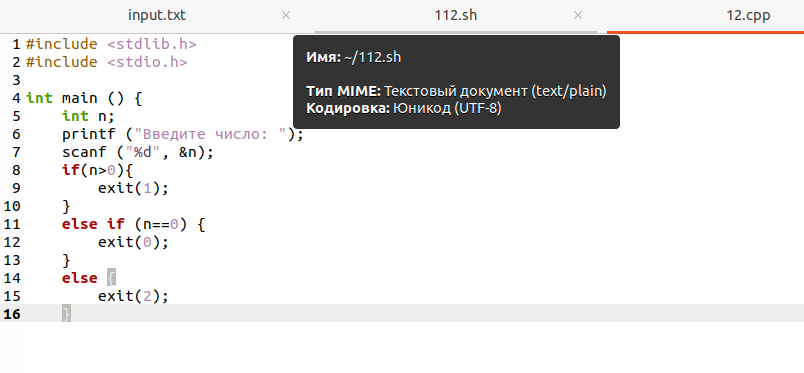 input.txt × 112.sh × 12.cpp
Имя: ~/112.sh
Тип MIME: Текстовый документ (text/plain)
Кодировка: Юникод (UTF-8)
1 #include <stdlib.h>
2 #include <stdio.h>
3
4 int main () {
5     int n;
6     printf ("Введите число: ");
7     scanf ("%d", &n);
8     if(n>0){
9         exit(1);
10     }
11     else if (n==0) {
12         exit(0);
13     }
14     else {
15         exit(2);
16     }